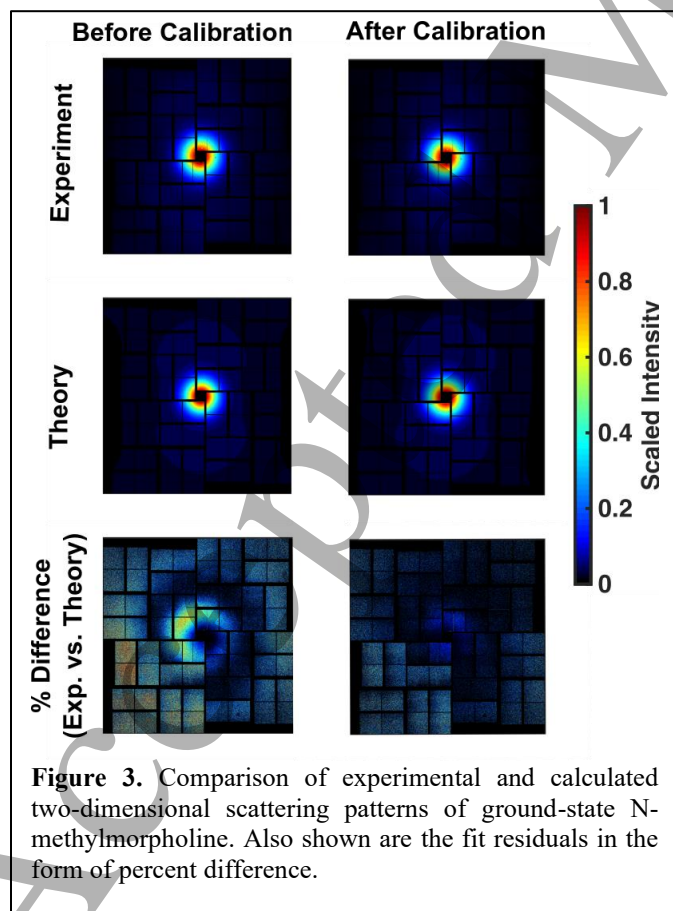 Before Calibration After Calibration
Experiment
Theory
% Difference
(Exp. vs. Theory)
1
0.8
0.6
0.4
0.2
0
Scaled Intensity
Figure 3. Comparison of experimental and calculated
two-dimensional scattering patterns of ground-state N-
methylmorpholine. Also shown are the fit residuals in the
form of percent difference.